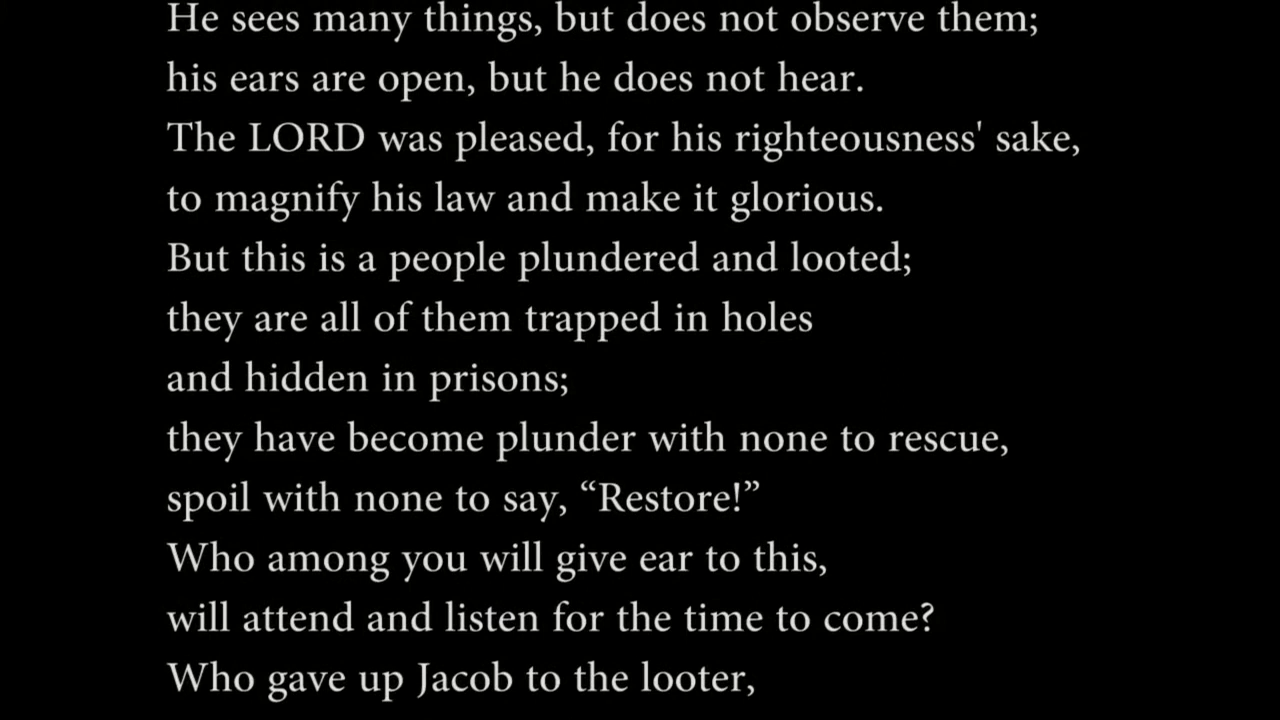 He sees many things, but does not observe them;
his ears are open, but he does not hear.
The LORD was pleased, for his righteousness' sake,
to magnify his law and make it glorious.
But this is a people plundered and looted;
they are all of them trapped in holes
and hidden in prisons;
they have become plunder with none to rescue,
spoil with none to say, “Restore!”
Who among you will give ear to this,
will attend and listen for the time to come?
Who gave up Jacob to the looter,